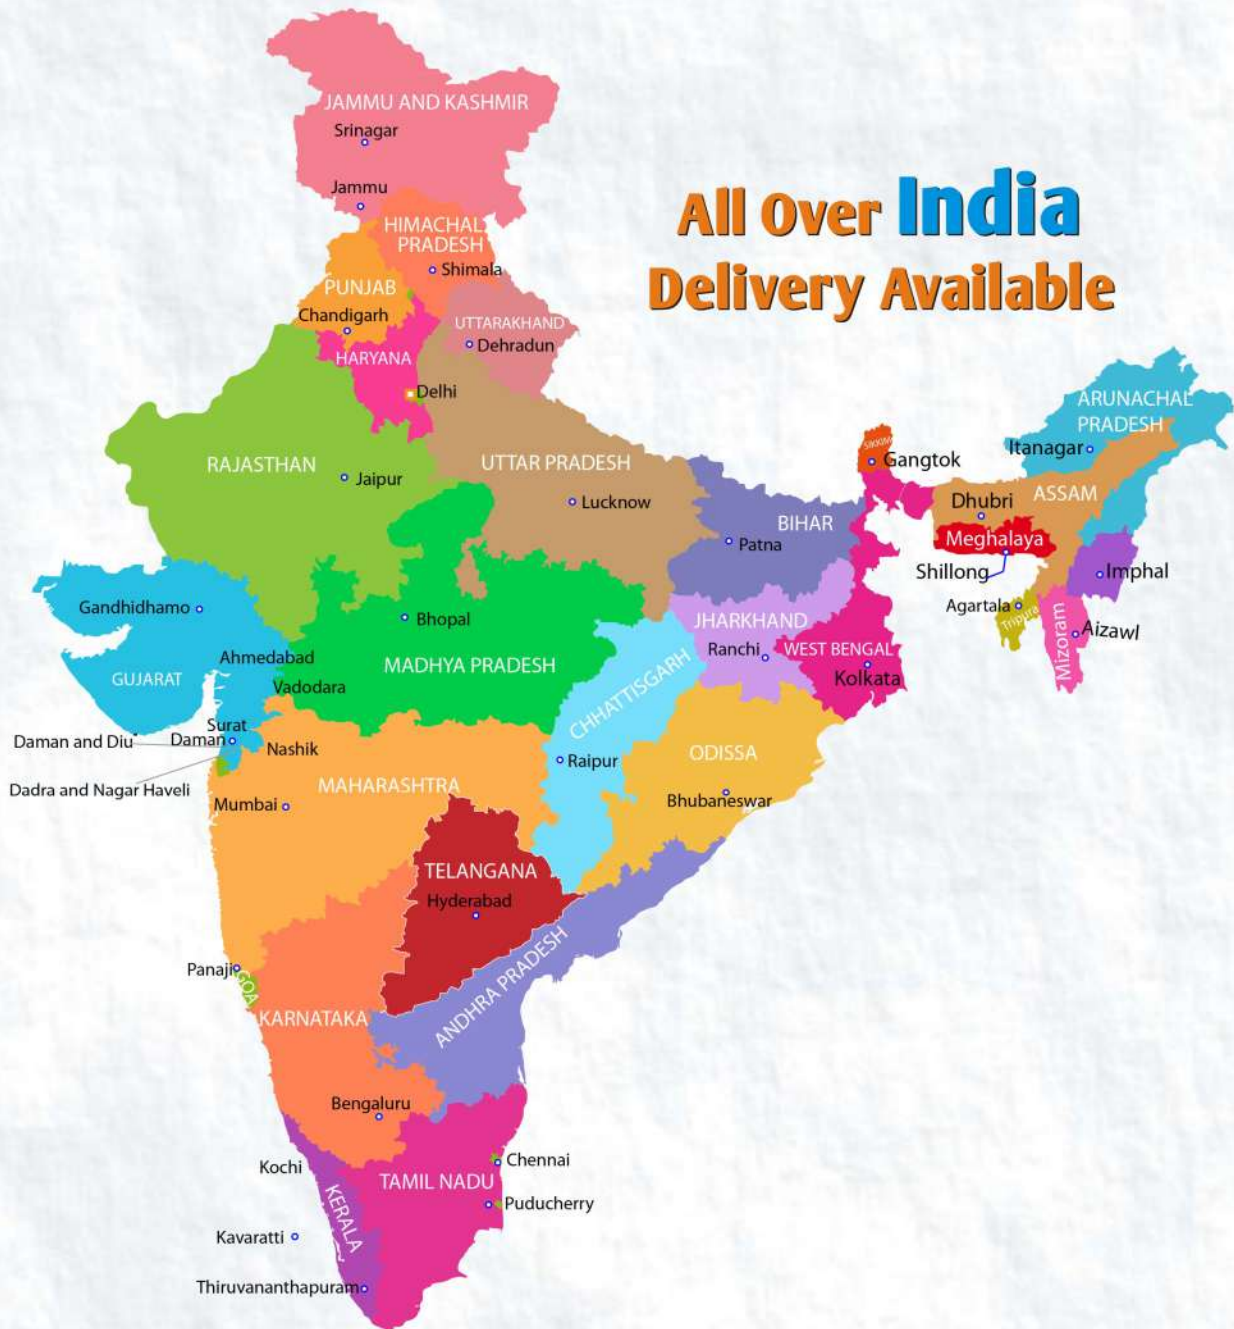 JAMMU AND KASHMIR
Srinagar
Jammu
All Over India
Delivery Available
HIMACHAL
PRADESH
Shimala
PUNJAB
Chandigarh
UTTARAKHAND
Dehradun
HARYANA
Delhi
ARUNACHAL
PRADESH
Itanagar
RAJASTHAN
Jaipur
UTTAR PRADESH
Lucknow
SIKKIM
Gangtok
Dhubri
ASSAM
BIHAR
Patna
Meghalaya
Shillong
Imphal
Gandhidhamo
Bhopal
JHARKHAND
Ranchi
Agartala
Tripura
Mizoram
Aizawl
Ahmedabad
GUJARAT
Vadodara
MADHYA PRADESH
CHHATTISGARH
WEST BENGAL
Kolkata
Surat
Daman and Diu
Daman
Nashik
Dadra and Nagar Haveli
Mumbai
MAHARASHTRA
Raipur
ODISSA
Bhubaneswar
TELANGANA
Hyderabad
Panaji
GOA
KARNATAKA
ANDHRA PRADESH
Bengaluru
Kochi
KERALA
TAMIL NADU
Chennai
Puducherry
Kavaratti
Thiruvananthapuram